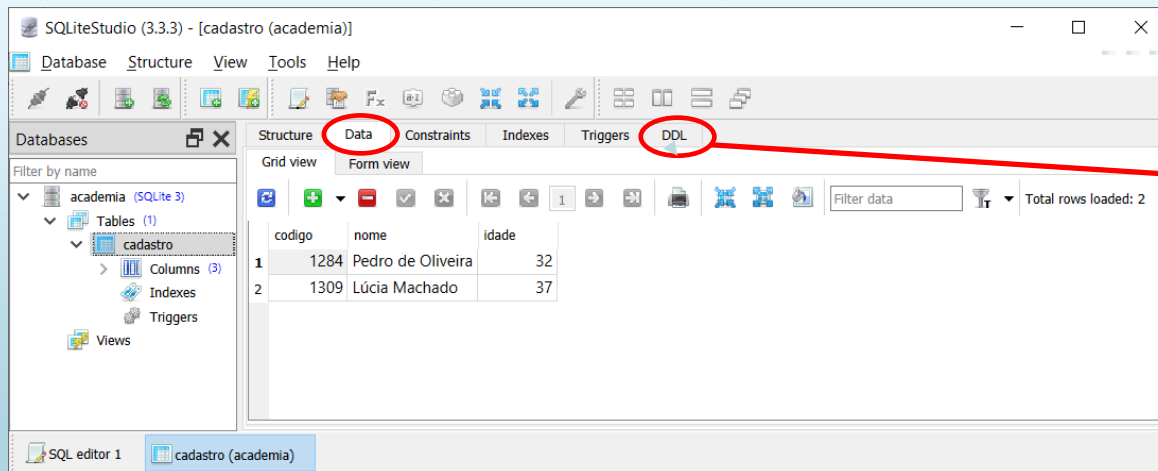 SQLiteStudio (3.3.3) - [cadastro (academia)]
Database Structure View Tools Help
Databases
Filter by name
academia (SQLite 3)
Tables (1)
cadastro
Columns (3)
Indexes
Triggers
Views
Structure Data Constraints Indexes Triggers DDL
Grid view Form view
1 Filter data T Total rows loaded: 2
codigo nome idade
1 1284 Pedro de Oliveira 32
2 1309 Lúcia Machado 37
SQL editor 1 cadastro (academia)